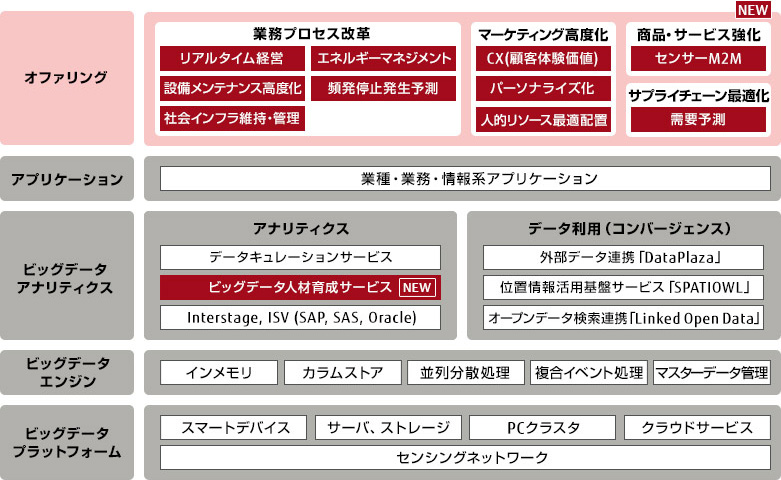 NEW
オファリング
業務プロセス改革
リアルタイム経営
エネルギーマネジメント
設備メンテナンス高度化
頻発停止発生予測
社会インフラ維持・管理
マーケティング高度化
CX(顧客体験価値)
パーソナライズ化
人的リソース最適配置
商品・サービス強化
センサーM2M
サプライチェーン最適化
需要予測
アプリケーション
業種・業務・情報系アプリケーション
ビッグデータ
アナリティクス
アナリティクス
データキュレーションサービス
ビッグデータ人材育成サービス NEW
Interstage, ISV (SAP, SAS, Oracle)
データ利用（コンバージェンス）
外部データ連携「DataPlaza」
位置情報活用基盤サービス「SPATIOWL」
オープンデータ検索連携「Linked Open Data」
ビッグデータ
エンジン
インメモリ
カラムストア
並列分散処理
複合イベント処理
マスターデータ管理
ビッグデータ
プラットフォーム
スマートデバイス
サーバ、ストレージ
PCクラスタ
クラウドサービス
センシングネットワーク